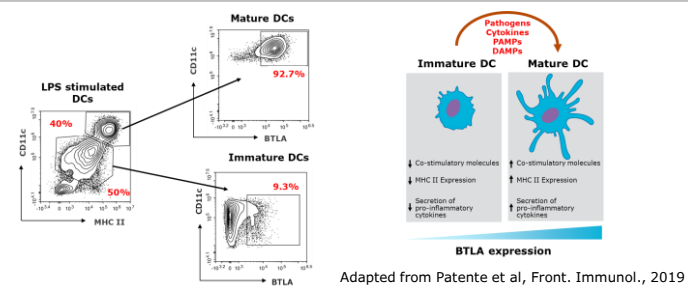 Mature DCs
CD11c
92.7%
BTLA
LPS stimulated
DCs
40%
CD11c
50%
MHC II
Immature DCs
9.3%
CD11c
BTLA
Pathogens
Cytokines
PAMPs
DAMPs
Immature DC
Mature DC
Co-stimulatory molecules
MHC II Expression
Secretion of
pro-inflammatory
cytokines
Co-stimulatory molecules
MHC II Expression
Secretion of
pro-inflammatory
cytokines
BTLA expression
Adapted from Patente et al, Front. Immunol., 2019